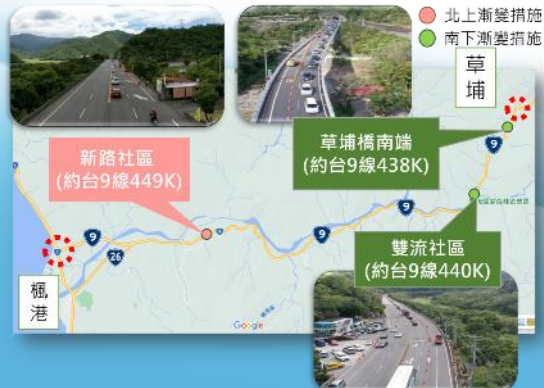 北上漸變措施
南下漸變措施
草
埔
新路社區
(約台9線449K)
草埔橋南端
(約台9線438K)
9
9
9
9
26
雙流社區
(約台9線440K)
楓
港
Google